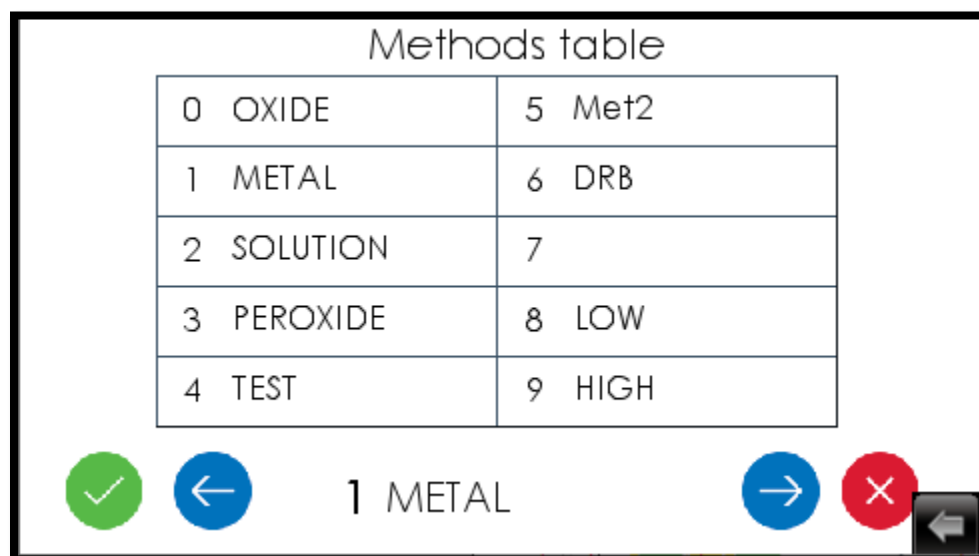 Methods table
0 OXIDE
5 Met2
1 METAL
6 DRB
2 SOLUTION
7
3 PEROXIDE
8 LOW
4 TEST
9 HIGH
1 METAL